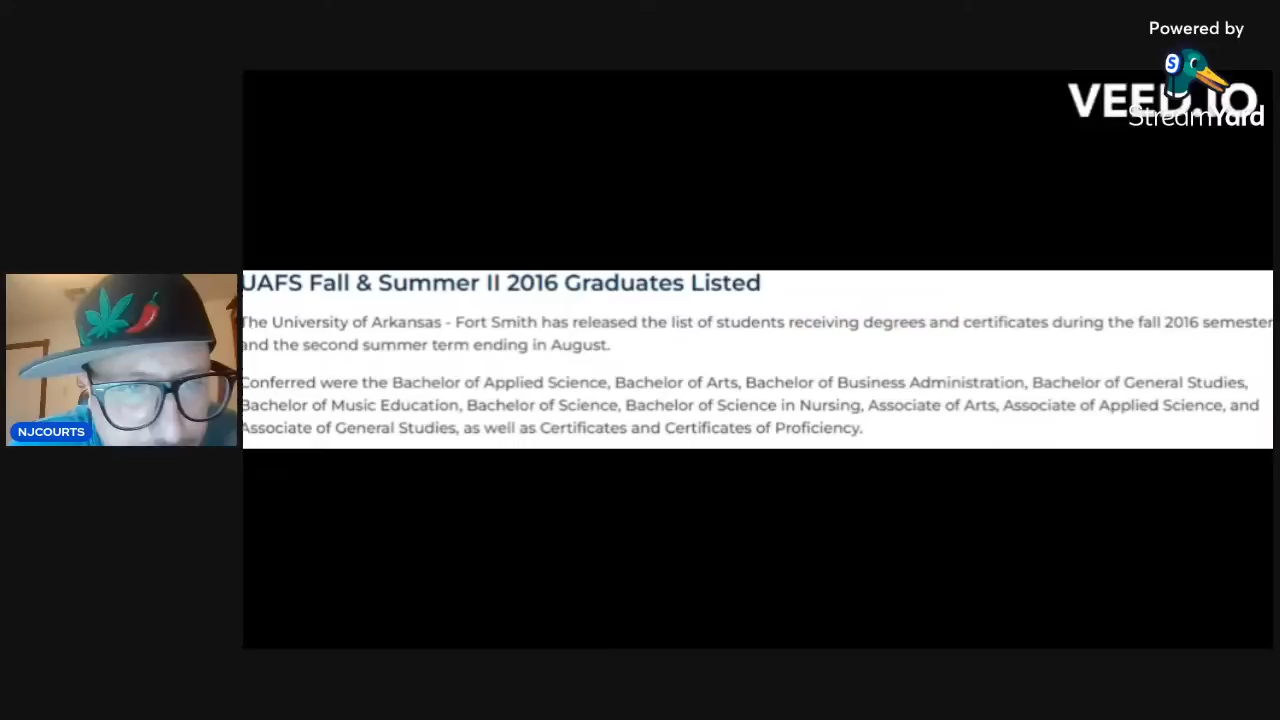 Powered by
VEED.IO
StreamYard
UAFS Fall & Summer II 2016 Graduates Listed
The University of Arkansas - Fort Smith has released the list of students receiving degrees and certificates during the fall 2016 semester
and the second summer term ending in August.
Conferred were the Bachelor of Applied Science, Bachelor of Arts, Bachelor of Business Administration, Bachelor of General Studies,
Bachelor of Music Education, Bachelor of Science, Bachelor of Science in Nursing, Associate of Arts, Associate of Applied Science, and
Associate of General Studies, as well as Certificates and Certificates of Proficiency.
NJCOURTS